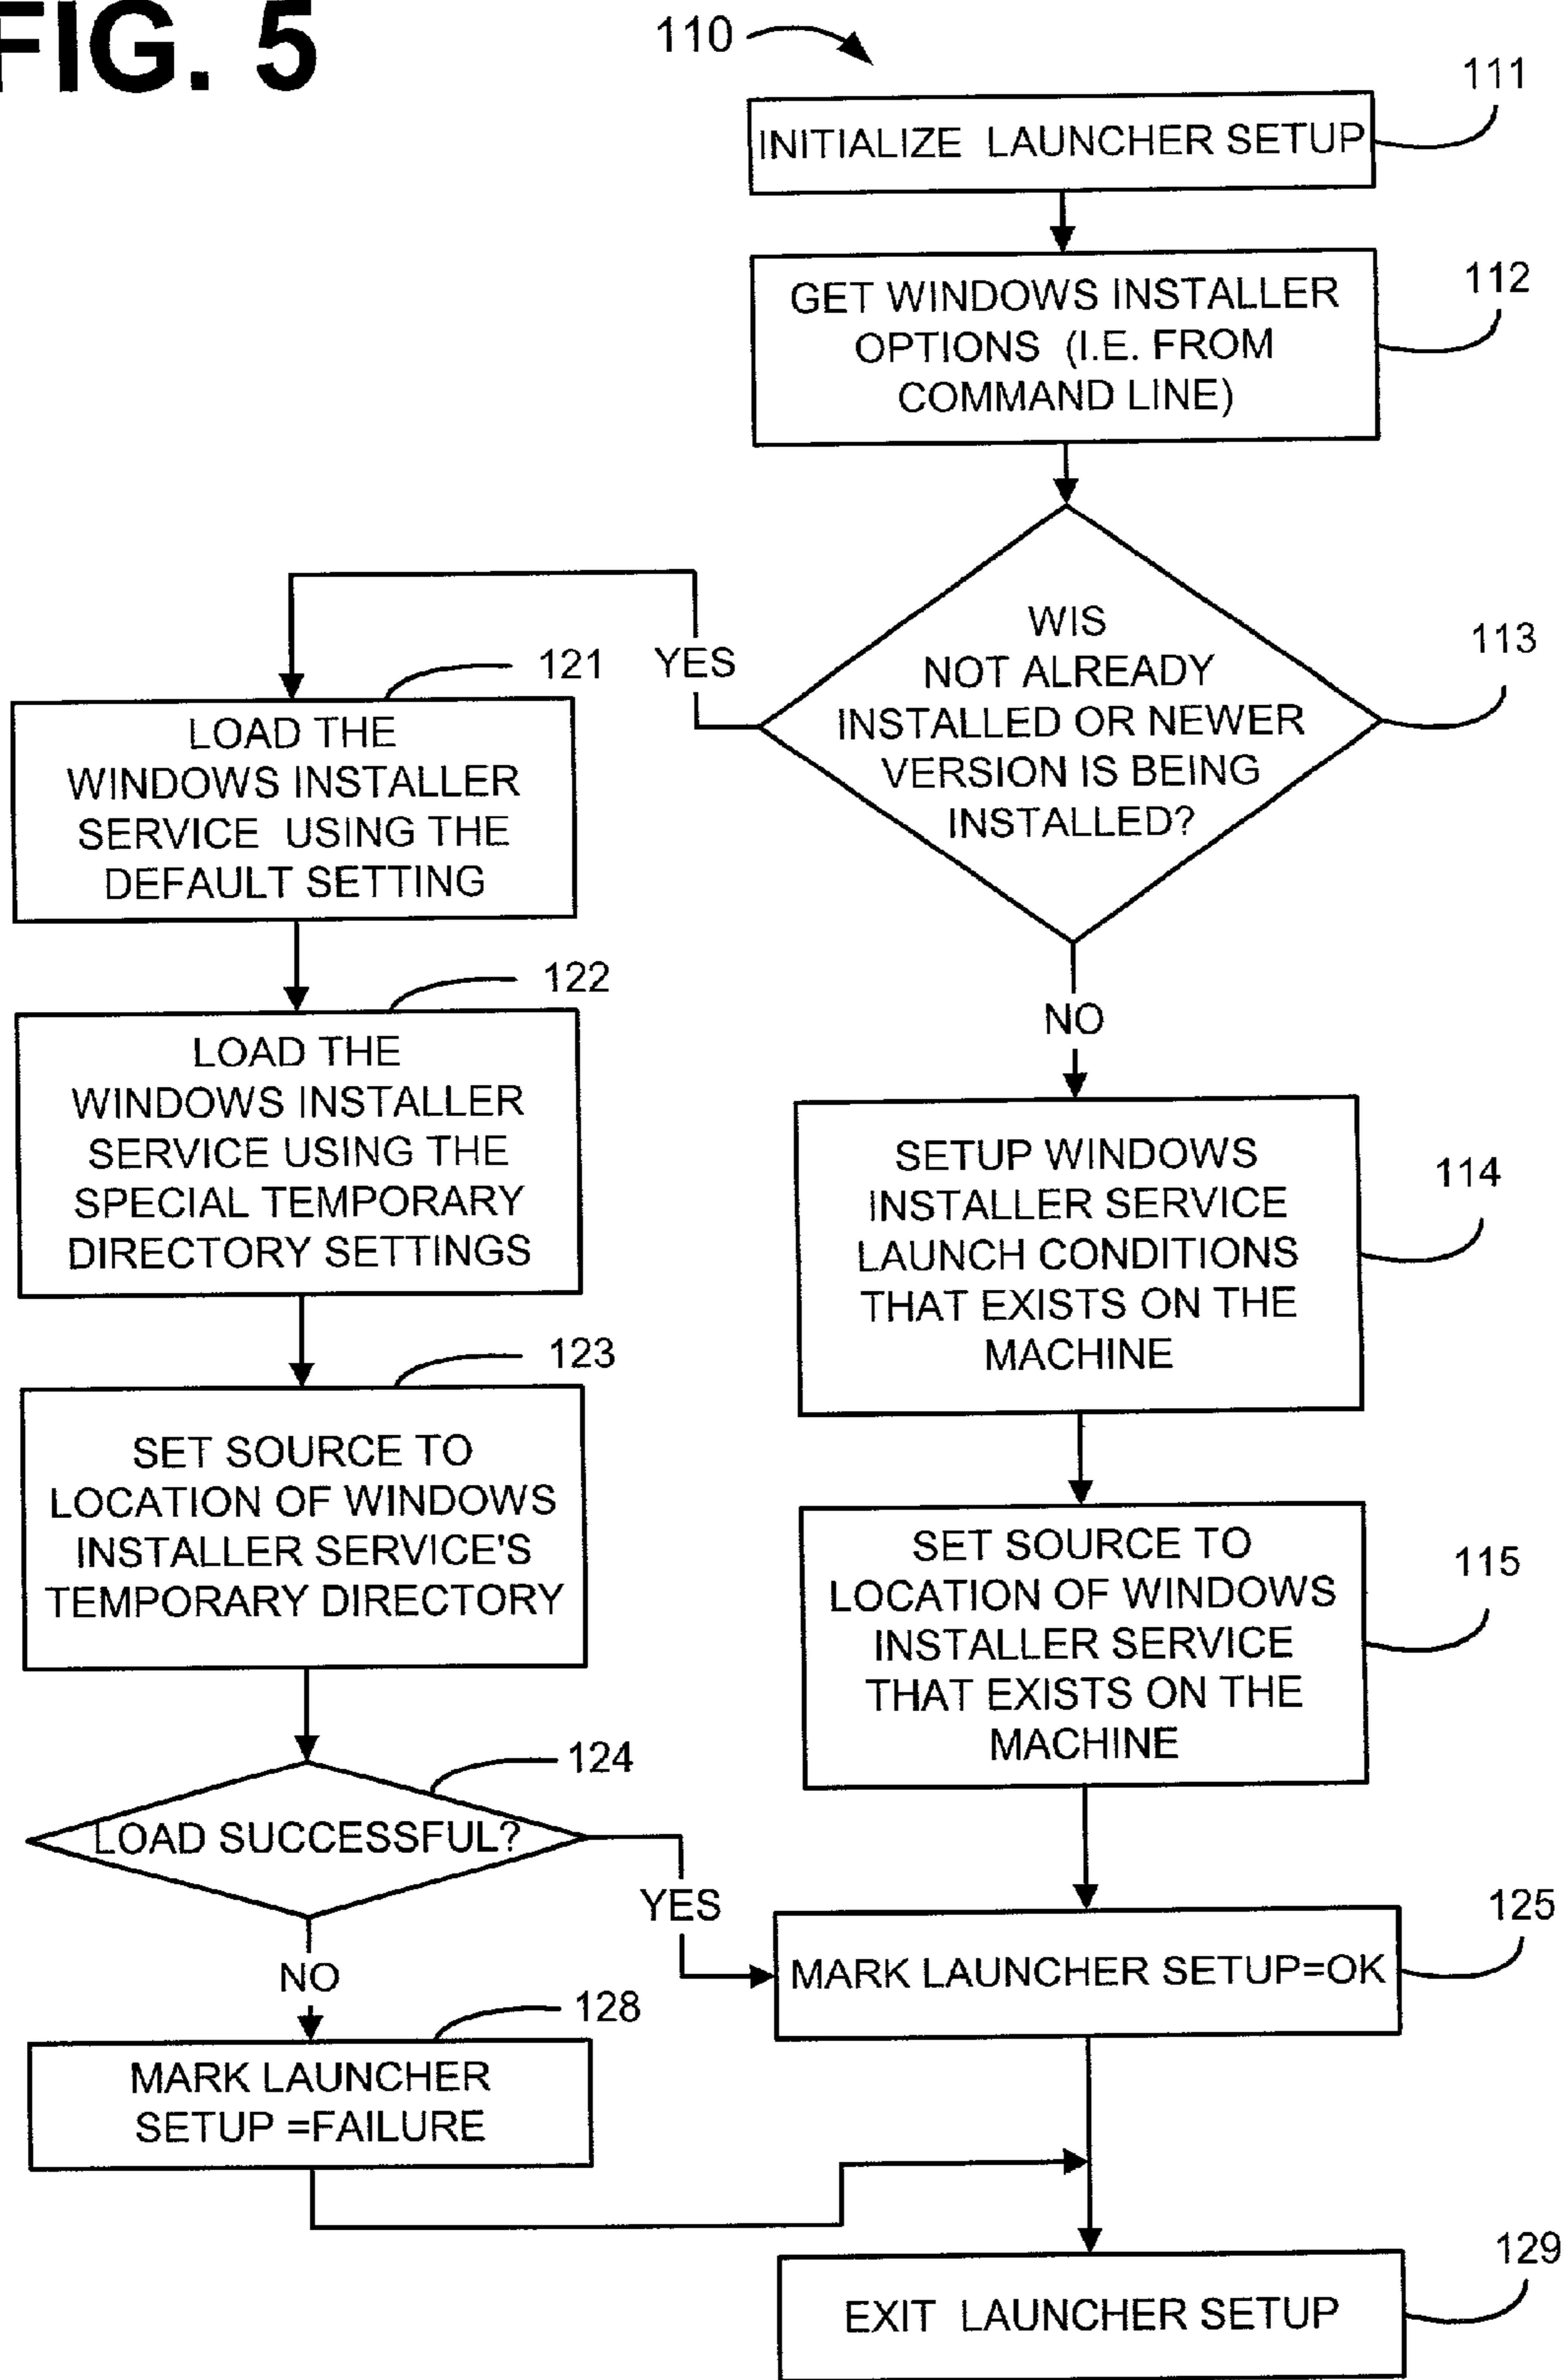 FIG. 5
110
111
INITIALIZE LAUNCHER SETUP
112
GET WINDOWS INSTALLER
OPTIONS (I.E. FROM
COMMAND LINE)
113
WIS
NOT ALREADY
INSTALLED OR NEWER
VERSION IS BEING
INSTALLED?
YES
121
LOAD THE
WINDOWS INSTALLER
SERVICE USING THE
DEFAULT SETTING
122
LOAD THE
WINDOWS INSTALLER
SERVICE USING THE
SPECIAL TEMPORARY
DIRECTORY SETTINGS
123
SET SOURCE TO
LOCATION OF WINDOWS
INSTALLER SERVICE'S
TEMPORARY DIRECTORY
124
LOAD SUCCESSFUL?
YES
NO
128
MARK LAUNCHER
SETUP =FAILURE
NO
114
SETUP WINDOWS
INSTALLER SERVICE
LAUNCH CONDITIONS
THAT EXISTS ON THE
MACHINE
115
SET SOURCE TO
LOCATION OF WINDOWS
INSTALLER SERVICE
THAT EXISTS ON THE
MACHINE
125
MARK LAUNCHER SETUP=OK
129
EXIT LAUNCHER SETUP